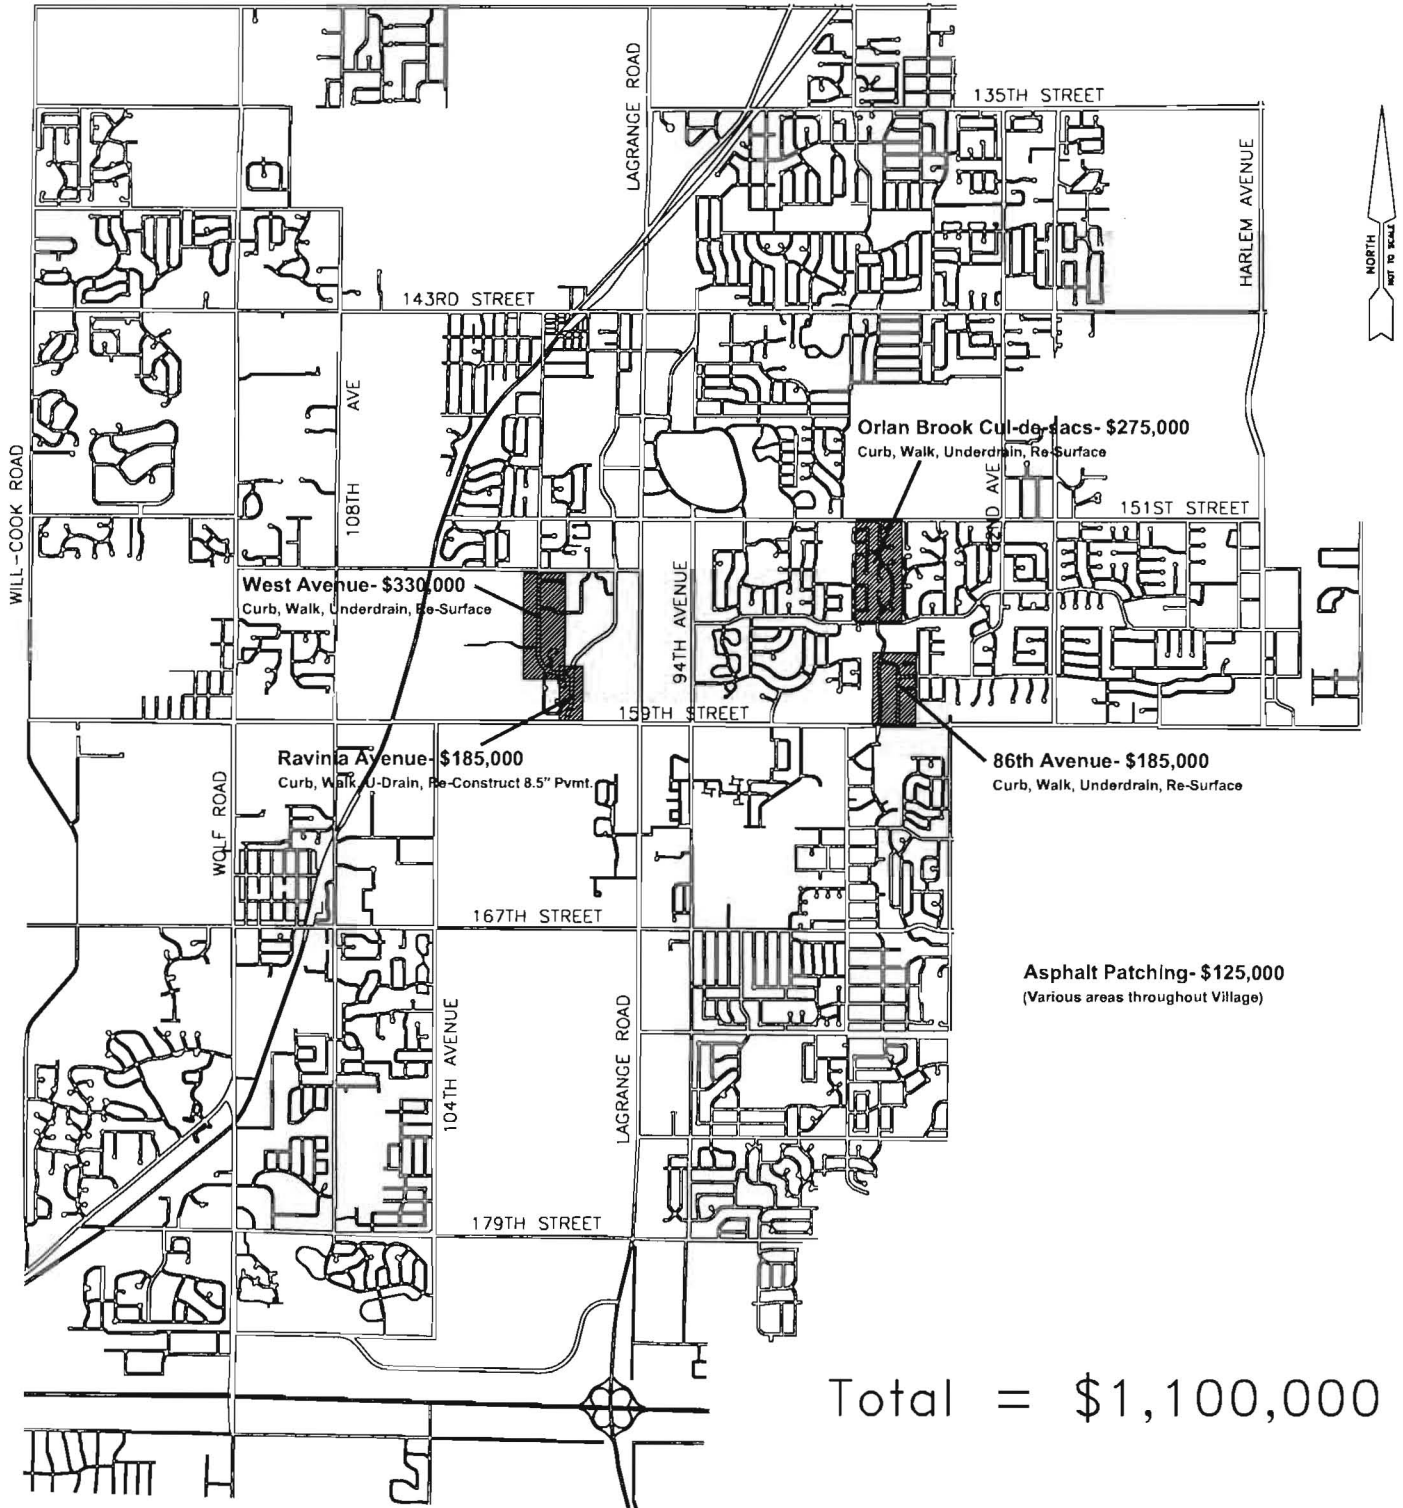 135TH STREET
LAGRANGE ROAD
HARLEM AVENUE
NORTH
NOT TO SCALE
143RD STREET
108TH AVE
Orlan Brook Cul-de-sacs- $275,000
Curb, Walk, Underdrain, Re-Surface
82ND AVE
151ST STREET
WILL-COOK ROAD
West Avenue- $330,000
Curb, Walk, Underdrain, Re-Surface
94TH AVENUE
159TH STREET
Ravinia Avenue- $185,000
Curb, Walk, U-Drain, Re-Construct 8.5" Pvmt.
86th Avenue- $185,000
Curb, Walk, Underdrain, Re-Surface
WOLF ROAD
167TH STREET
Asphalt Patching- $125,000
(Various areas throughout Village)
104TH AVENUE
LAGRANGE ROAD
179TH STREET
Total = $1,100,000